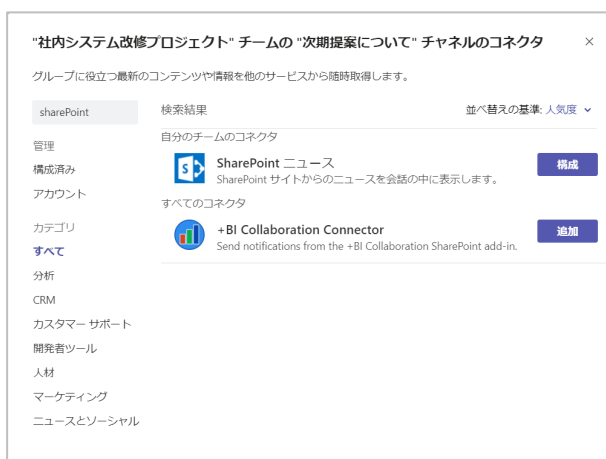 "社内システム改修プロジェクト" チームの "次期提案について" チャネルのコネクタ
グループに役立つ最新のコンテンツや情報を他のサービスから随時取得します。
sharePoint
検索結果
並べ替えの基準: 人気度
管理
構成済み
アカウント
カテゴリ
すべて
分析
CRM
カスタマー サポート
開発者ツール
人材
マーケティング
ニュースとソーシャル
自分のチームのコネクタ
SharePoint ニュース
SharePoint サイトからのニュースを会話の中に表示します。
構成
すべてのコネクタ
+BI Collaboration Connector
Send notifications from the +BI Collaboration SharePoint add-in.
追加